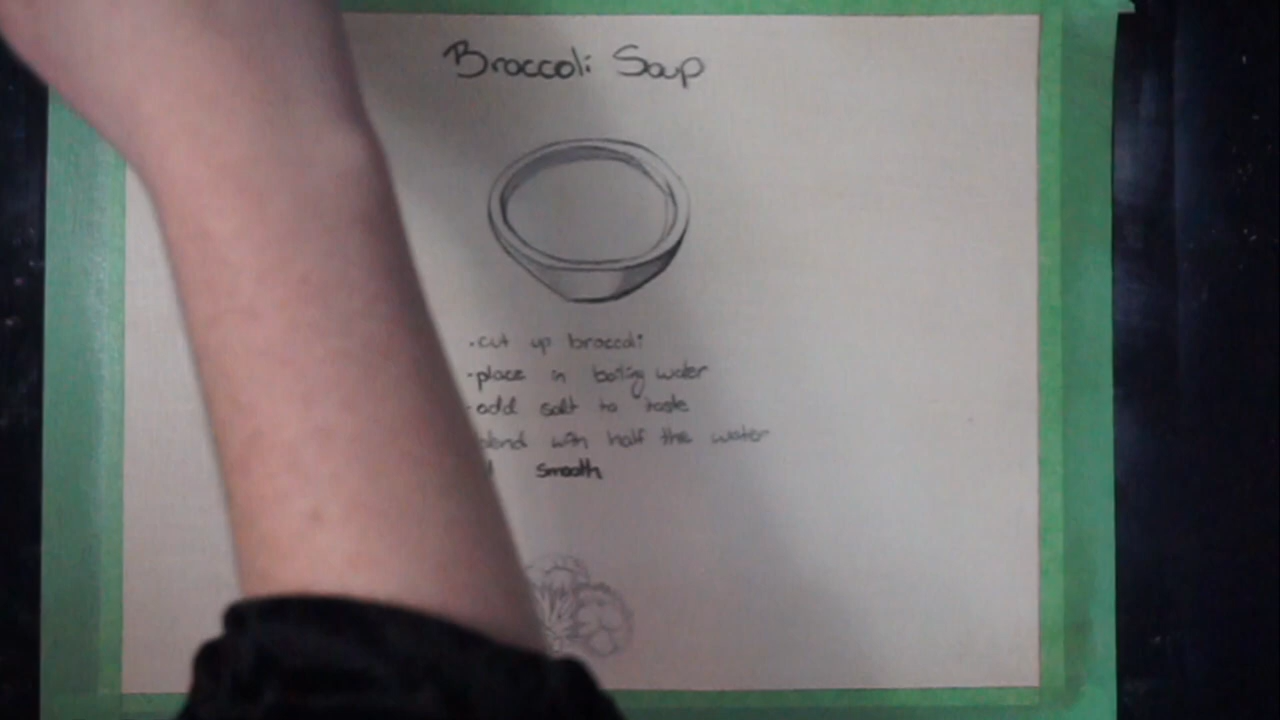 Broccoli Soup
·cut up broccoli
·place in boiling water
·add salt to taste
blend with half the water
smooth